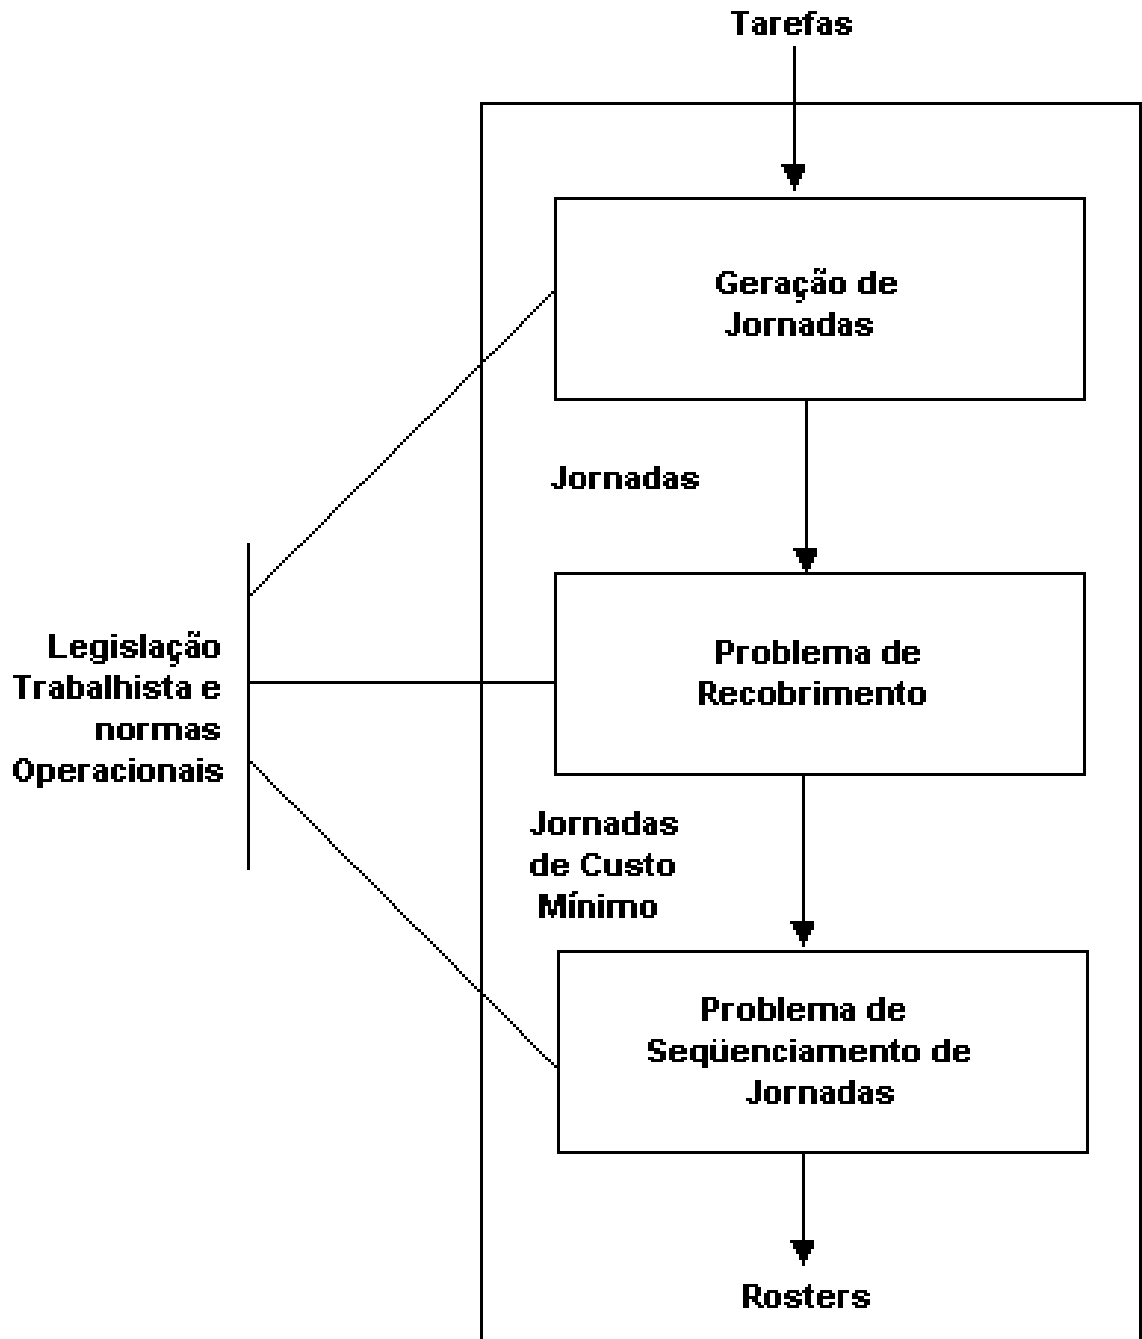 Tarefas
Geração de
Jornadas
Jornadas
Problema de
Recobrimento
Legislação
Trabalhista e
normas
Operacionais
Jornadas
de Custo
Mínimo
Problema de
Seqüenciamento de
Jornadas
Rosters